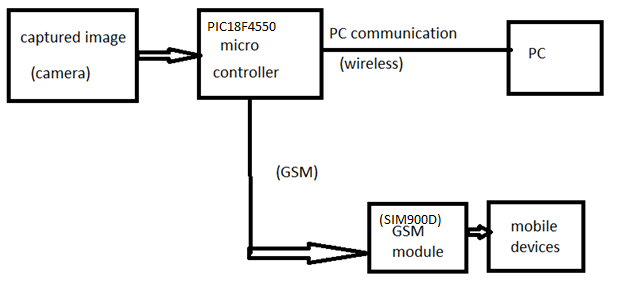 captured image
(camera)
PIC18F4550
micro
controller
PC communication
(wireless)
PC
(GSM)
(SIM900D)
GSM
module
mobile
devices